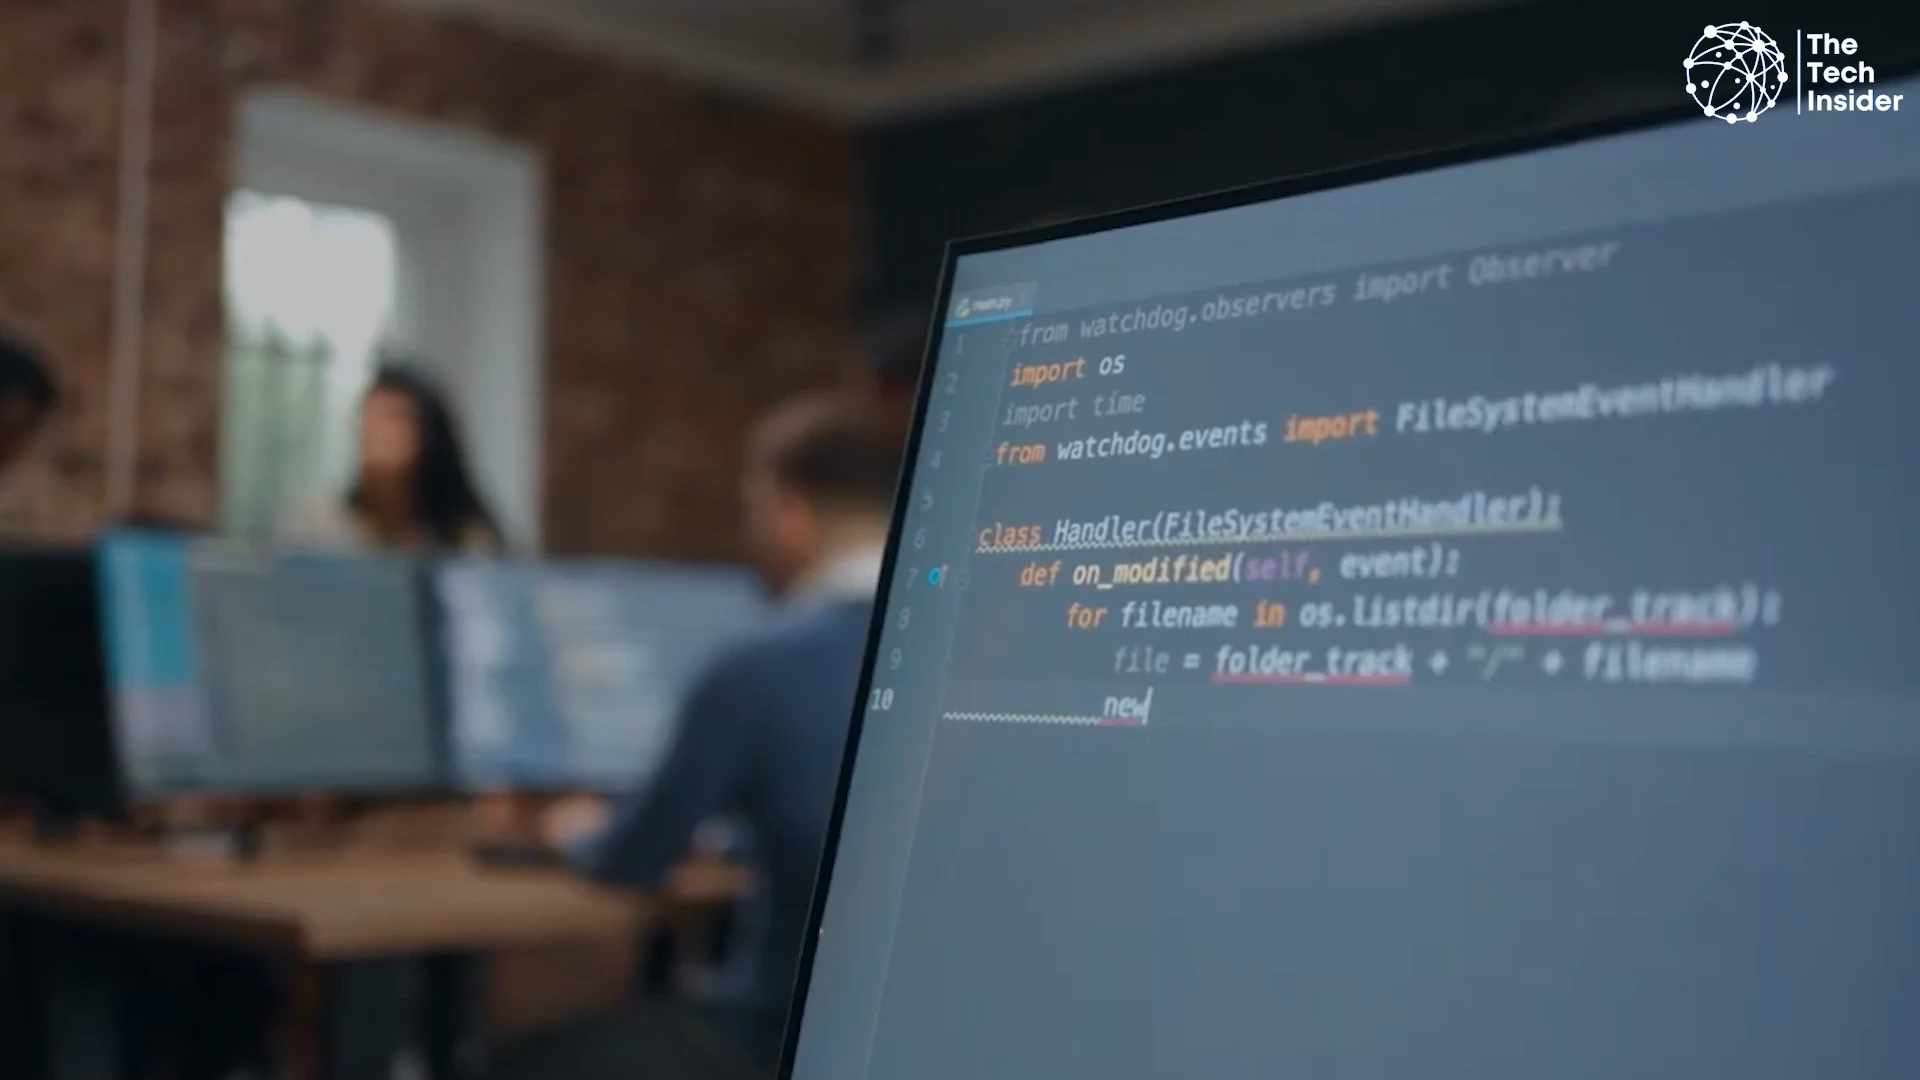 The
Tech
Insider
1 from watchdog.observers import Observer
2 import os
3 import time
4 from watchdog.events import FileSystemEventHandler
5
6 class Handler(FileSystemEventHandler):
7 def on_modified(self, event):
8 for filename in os.listdir(folder_track):
9 file = folder_track + "/" + filename
10 new